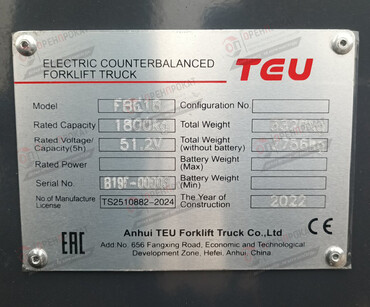 ELECTRIC COUNTERBALANCED
FORKLIFT TRUCK
TEU
Model FB618 Configuration No.
Rated Capacity 1800kg Total Weight
Rated Voltage/ Capacity(5h) 51.2V Total Weight (without battery)
Rated Power Battery Weight (Max)
Serial No. Battery Weight (Min)
No.of Manufacture License TS2510882-2024 The Year of Construction 2022
EAC
Anhui TEU Forklift Truck Co.,Ltd
Add:No. 656 Fangxing Road, Economic and Technological
Development Zone, Hefei, Anhui, China.
CE